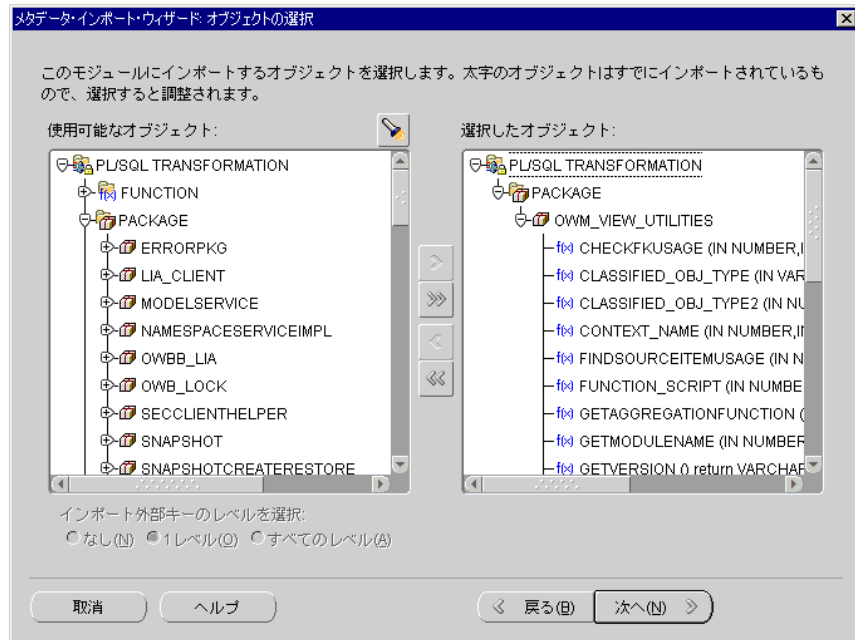 メタデータ・インポート・ウィザード: オブジェクトの選択
このモジュールにインポートするオブジェクトを選択します。太字のオブジェクトはすでにインポートされているも
ので、選択すると調整されます。
使用可能なオブジェクト:
PL/SQL TRANSFORMATION
f(x) FUNCTION
PACKAGE
ERRORPKG
LIA_CLIENT
MODELSERVICE
NAMESPACESERVICEIMPL
OWBB_LIA
OWB_LOCK
SECCLIENTHELPER
SNAPSHOT
SNAPSHOTCREATERESTORE
選択したオブジェクト:
PL/SQL TRANSFORMATION
PACKAGE
OWM_VIEW_UTILITIES
f(x) CHECKFKUSAGE (IN NUMBER,I
f(x) CLASSIFIED_OBJ_TYPE (IN VAR
f(x) CLASSIFIED_OBJ_TYPE2 (IN NU
f(x) CONTEXT_NAME (IN NUMBER,I
f(x) FINDSOURCEITEMUSAGE (IN N
f(x) FUNCTION_SCRIPT (IN NUMBE
f(x) GETAGGREGATIONFUNCTION (
f(x) GETMODULENAME (IN NUMBER
f(x) GETVERSION () return VARCHAR
インポート外部キーのレベルを選択:
なし(N) 1レベル(O) すべてのレベル(A)
取消 ヘルプ 戻る(B) 次へ(N)